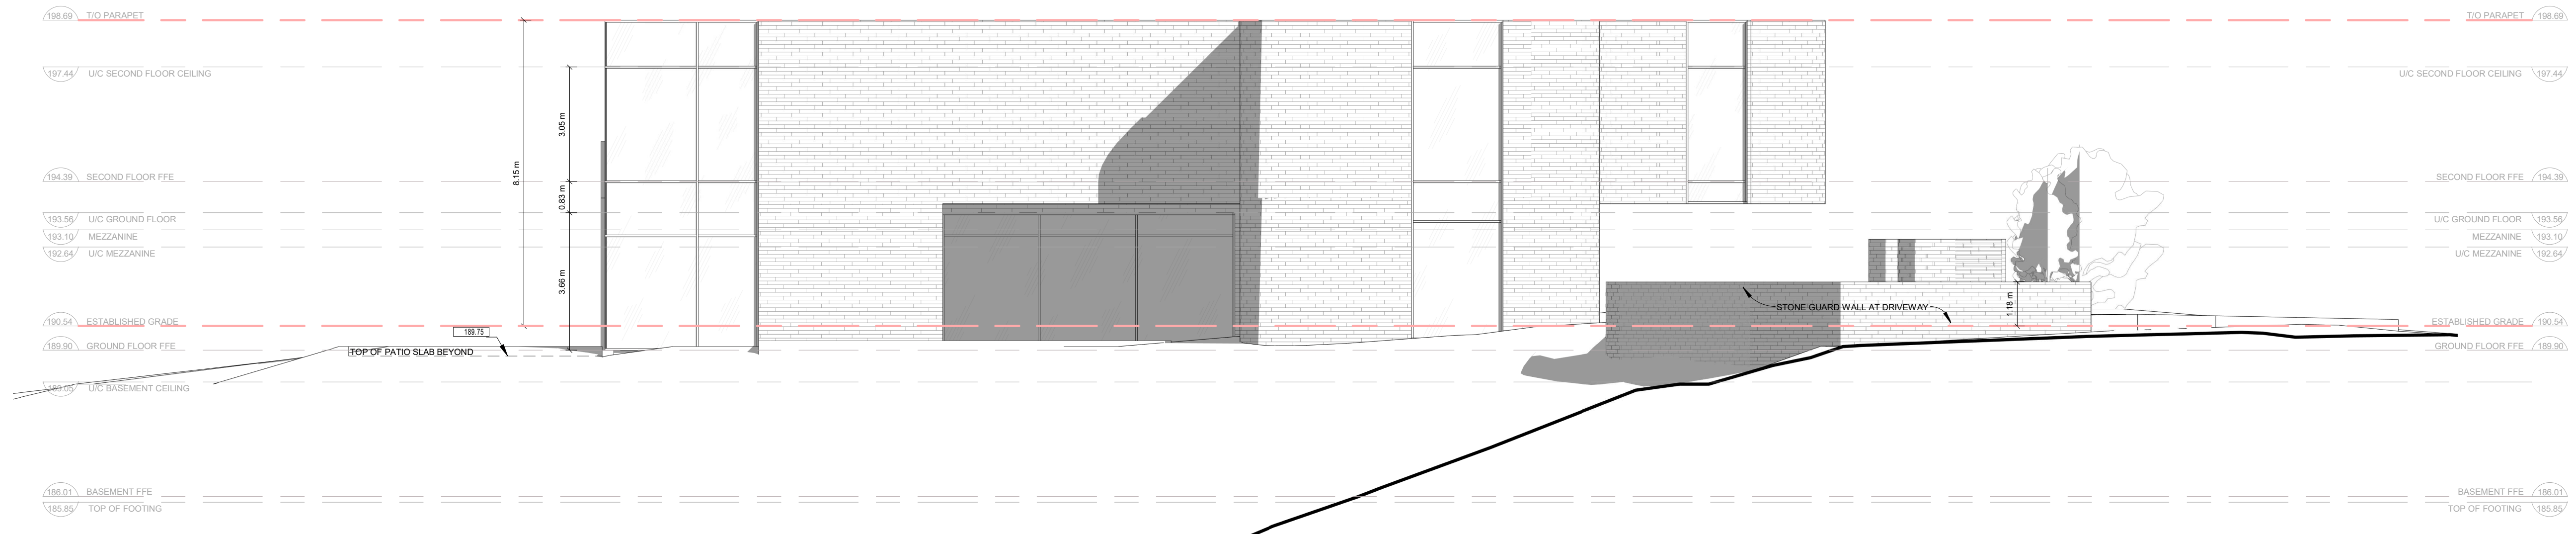 198.69 T/O PARAPET
T/O PARAPET 198.69
197.44 U/C SECOND FLOOR CEILING
U/C SECOND FLOOR CEILING 197.44
3.05 m
8.15 m
194.39 SECOND FLOOR FFE
SECOND FLOOR FFE 194.39
0.83 m
193.56 U/C GROUND FLOOR
U/C GROUND FLOOR 193.56
193.10 MEZZANINE
MEZZANINE 193.10
192.64 U/C MEZZANINE
U/C MEZZANINE 192.64
3.66 m
1.18 m
STONE GUARD WALL AT DRIVEWAY
190.54 ESTABLISHED GRADE
ESTABLISHED GRADE 190.54
189.75
189.90 GROUND FLOOR FFE
GROUND FLOOR FFE 189.90
TOP OF PATIO SLAB BEYOND
189.05 U/C BASEMENT CEILING
186.01 BASEMENT FFE
BASEMENT FFE 186.01
185.85 TOP OF FOOTING
TOP OF FOOTING 185.85